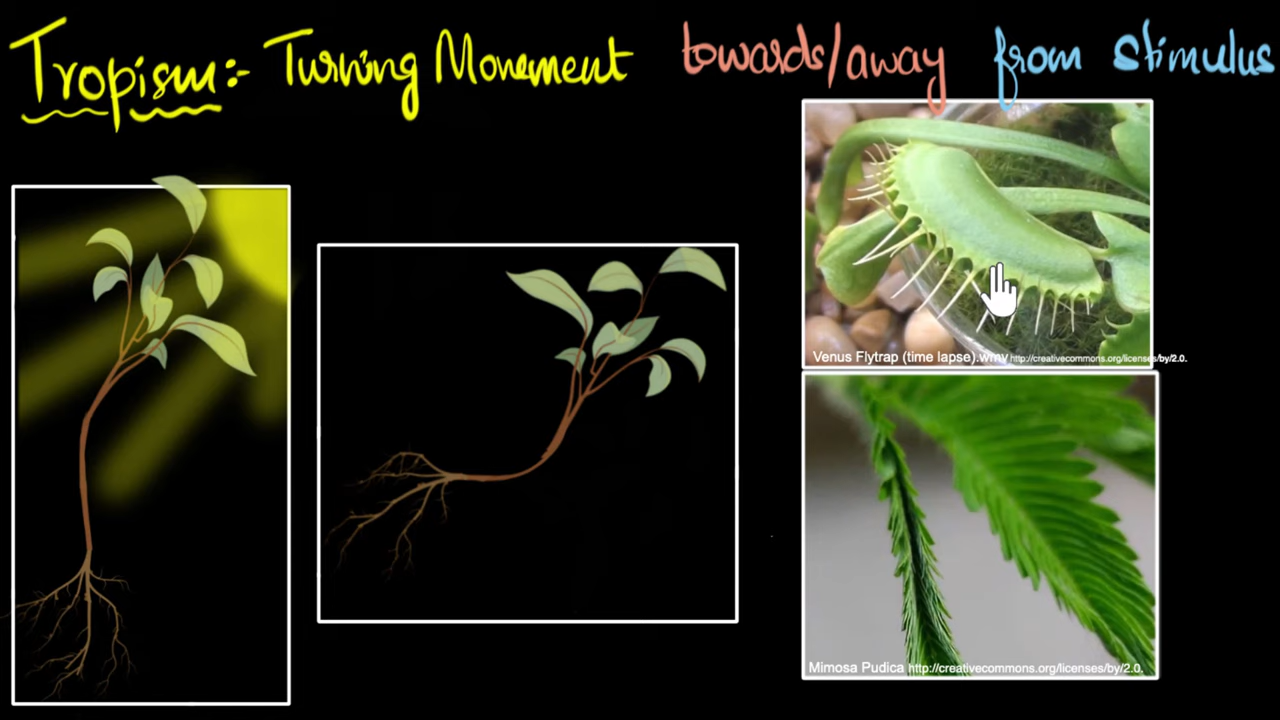 Tropism:- Turning Movement towards/away from Stimulus
Venus Flytrap (time lapse).wmv http://creativecommons.org/licenses/by/2.0.
Mimosa Pudica http://creativecommons.org/licenses/by/2.0.